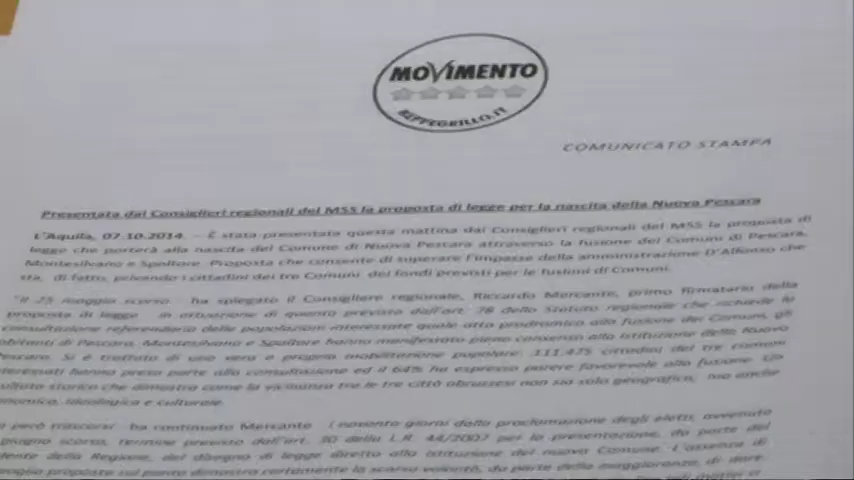 MOVIMENTO
BEPPEGRILLO.IT
COMUNICATO STAMPA
Presentata dai Consiglieri regionali del M5S la proposta di legge per la nascita della Nuova Pescara
L'Aquila, 07.10.2014. – È stata presentata questa mattina dai Consiglieri regionali del M5S la proposta di
legge che porterà alla nascita del Comune di Nuova Pescara attraverso la fusione dei Comuni di Pescara,
Montesilvano e Spoltore. Proposta che consente di superare l'impasse della amministrazione D'Alfonso che
sta, di fatto, privando i cittadini dei tre Comuni dei fondi previsti per le fusioni di Comuni.
"Il 25 maggio scorso ha spiegato il Consigliere regionale, Riccardo Mercante, primo firmatario della
proposta di legge in attuazione di quanto previsto dall'art. 78 dello Statuto regionale che richiede la
consultazione referendaria delle popolazioni interessate quale atto prodromico alla fusione dei Comuni, gli
abitanti di Pescara, Montesilvano e Spoltore hanno manifestato pieno consenso alla istituzione della Nuova
Pescara. Si è trattato di una vera e propria mobilitazione popolare: 111.475 cittadini dei tre comuni
interessati hanno preso parte alla consultazione ed il 64% ha espresso parere favorevole alla fusione. Un
storico che dimostra come la vicinanza tra le tre città abruzzesi non sia solo geografica, ma anche
ideologica e culturale.
però trascorsi ha continuato Mercante i novanta giorni dalla proclamazione degli eletti, avvenuta
giugno scorso, termine previsto dall'art. 30 della L.R. 44/2007 per la presentazione, da parte del
della Regione, del disegno di legge diretto alla istituzione del nuovo Comune. L'assenza di
proposta sul punto dimostra certamente la scarsa volontà, da parte della maggioranza, di dare